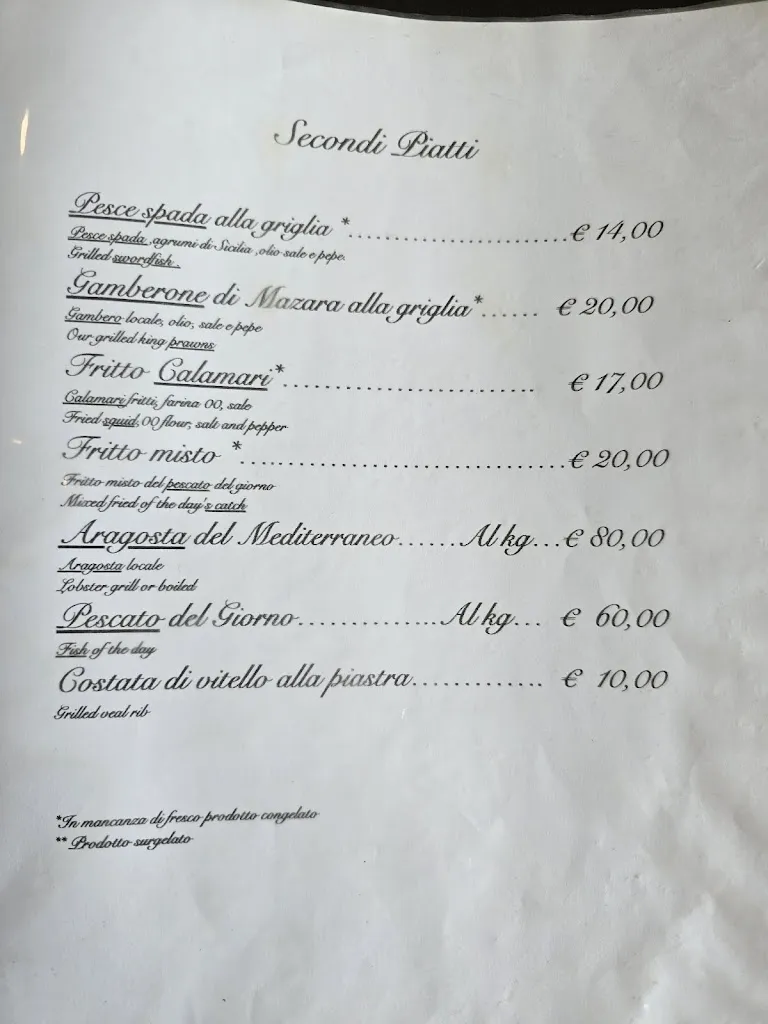 Secondi Piatti
Pesce spada alla griglia *........................€ 14,00
Pesce spada ,agrumi di Sicilia ,olio sale e pepe.
Grilled swordfish .
Gamberone di Mazara alla griglia*...... € 20,00
Gambero locale, olio, sale e pepe
Our grilled king prawns
Fritto Calamari*............................ € 17,00
Calamari fritti, farina 00, sale
Fried squid, 00 flour, salt and pepper
Fritto misto *...................................€ 20,00
Fritto misto del pescato del giorno
Mixed fried of the day's catch
Aragosta del Mediterraneo......Al kg...€ 80,00
Aragosta locale
Lobster grill or boiled
Pescato del Giorno...............Al kg... € 60,00
Fish of the day
Costata di vitello alla piastra............. € 10,00
Grilled veal rib
*In mancanza di fresco prodotto congelato
** Prodotto surgelato